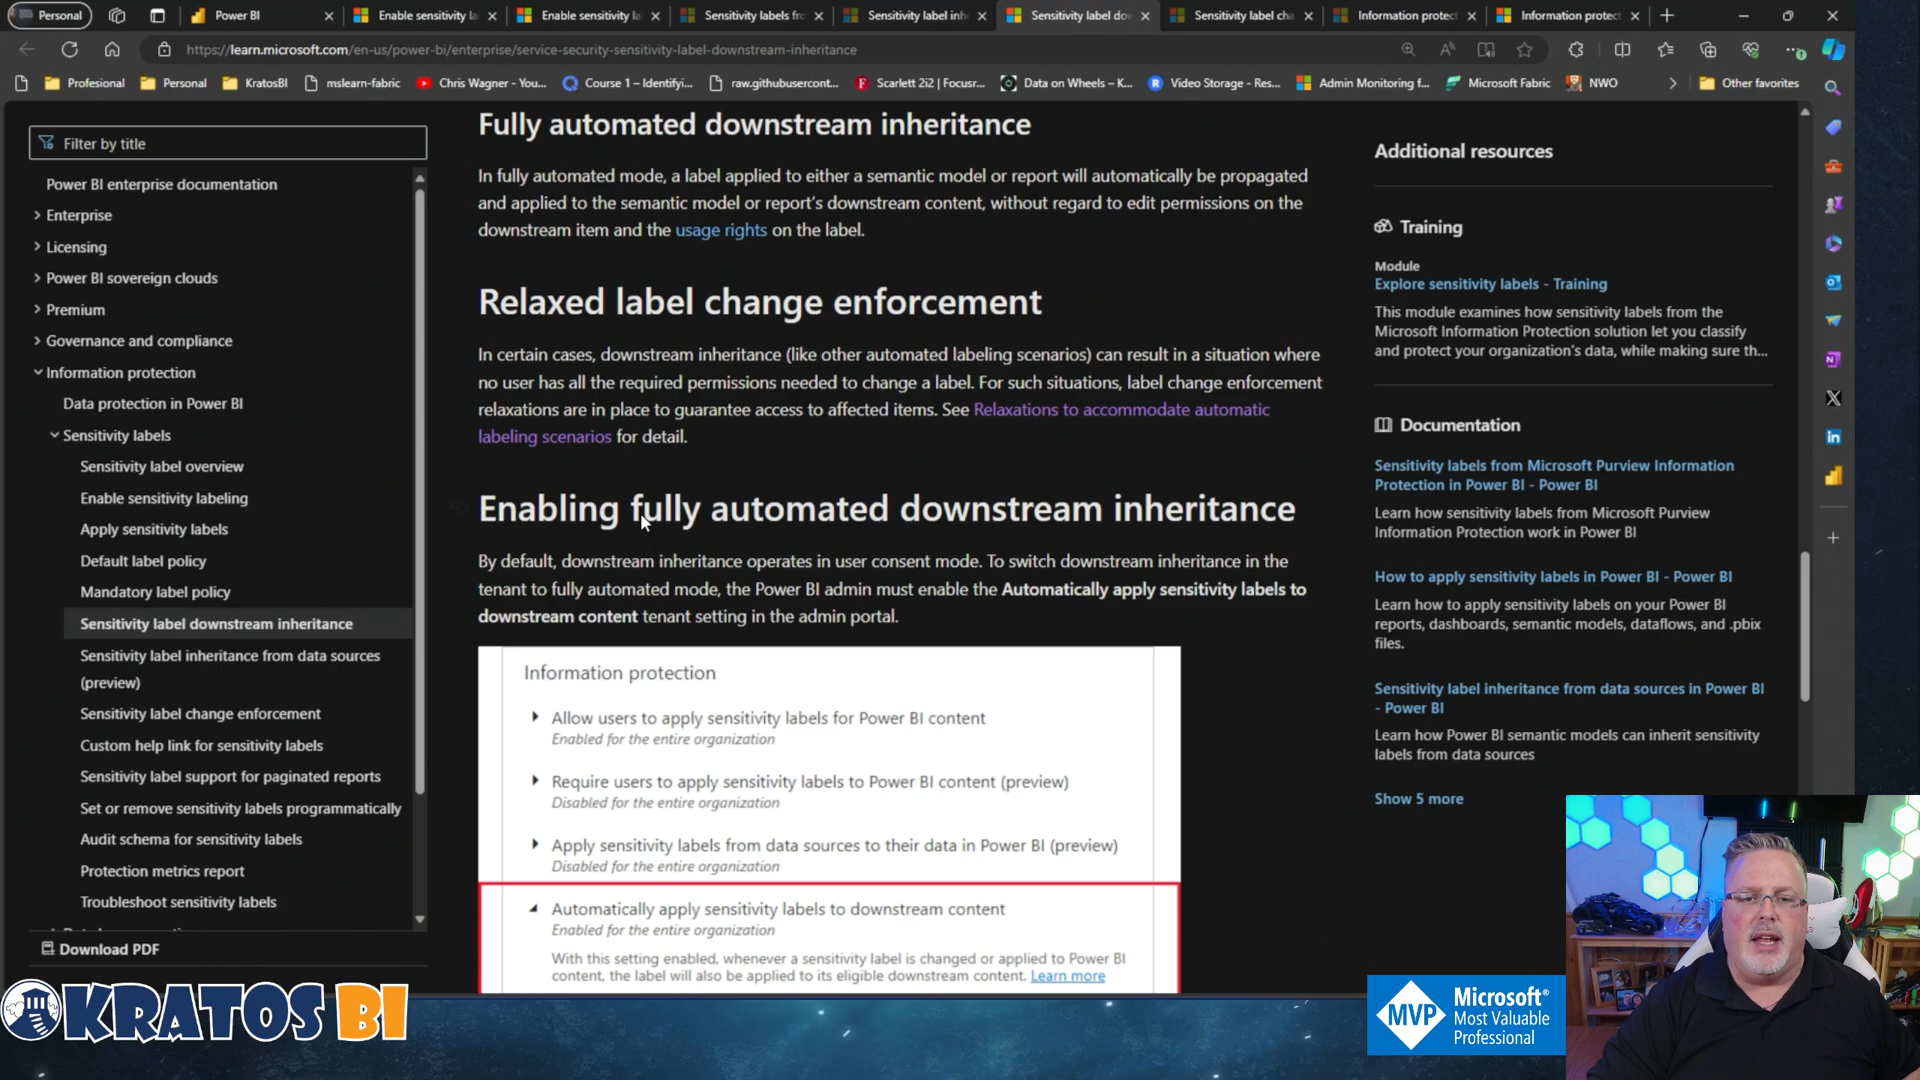 Personal
Power BI
Enable sensitivity la
Enable sensitivity la
Sensitivity labels fro
Sensitivity label inh
Sensitivity label do
Sensitivity label cha
Information protec
Information protec
https://learn.microsoft.com/en-us/power-bi/enterprise/service-security-sensitivity-label-downstream-inheritance
Profesional
Personal
KratosBI
mslearn-fabric
Chris Wagner - You...
Course 1 – Identifyi...
raw.githubusercont...
Scarlett 2i2 | Focusr...
Data on Wheels – K...
Video Storage - Res...
Admin Monitoring f...
Microsoft Fabric
NWO
Other favorites
Filter by title
Power BI enterprise documentation
Enterprise
Licensing
Power BI sovereign clouds
Premium
Governance and compliance
Information protection
Data protection in Power BI
Sensitivity labels
Sensitivity label overview
Enable sensitivity labeling
Apply sensitivity labels
Default label policy
Mandatory label policy
Sensitivity label downstream inheritance
Sensitivity label inheritance from data sources
(preview)
Sensitivity label change enforcement
Custom help link for sensitivity labels
Sensitivity label support for paginated reports
Set or remove sensitivity labels programmatically
Audit schema for sensitivity labels
Protection metrics report
Troubleshoot sensitivity labels
Download PDF
Fully automated downstream inheritance
In fully automated mode, a label applied to either a semantic model or report will automatically be propagated
and applied to the semantic model or report's downstream content, without regard to edit permissions on the
downstream item and the usage rights on the label.
Relaxed label change enforcement
In certain cases, downstream inheritance (like other automated labeling scenarios) can result in a situation where
no user has all the required permissions needed to change a label. For such situations, label change enforcement
relaxations are in place to guarantee access to affected items. See Relaxations to accommodate automatic
labeling scenarios for detail.
Enabling fully automated downstream inheritance
By default, downstream inheritance operates in user consent mode. To switch downstream inheritance in the
tenant to fully automated mode, the Power BI admin must enable the Automatically apply sensitivity labels to
downstream content tenant setting in the admin portal.
Information protection
Allow users to apply sensitivity labels for Power BI content
Enabled for the entire organization
Require users to apply sensitivity labels to Power BI content (preview)
Disabled for the entire organization
Apply sensitivity labels from data sources to their data in Power BI (preview)
Disabled for the entire organization
Automatically apply sensitivity labels to downstream content
Enabled for the entire organization
With this setting enabled, whenever a sensitivity label is changed or applied to Power BI
content, the label will also be applied to its eligible downstream content. Learn more
Additional resources
Training
Module
Explore sensitivity labels - Training
This module examines how sensitivity labels from the
Microsoft Information Protection solution let you classify
and protect your organization's data, while making sure th...
Documentation
Sensitivity labels from Microsoft Purview Information
Protection in Power BI - Power BI
Learn how sensitivity labels from Microsoft Purview
Information Protection work in Power BI
How to apply sensitivity labels in Power BI - Power BI
Learn how to apply sensitivity labels on your Power BI
reports, dashboards, semantic models, dataflows, and .pbix
files.
Sensitivity label inheritance from data sources in Power BI
- Power BI
Learn how Power BI semantic models can inherit sensitivity
labels from data sources
Show 5 more
KRATOS BI
MVP
Microsoft®
Most Valuable
Professional